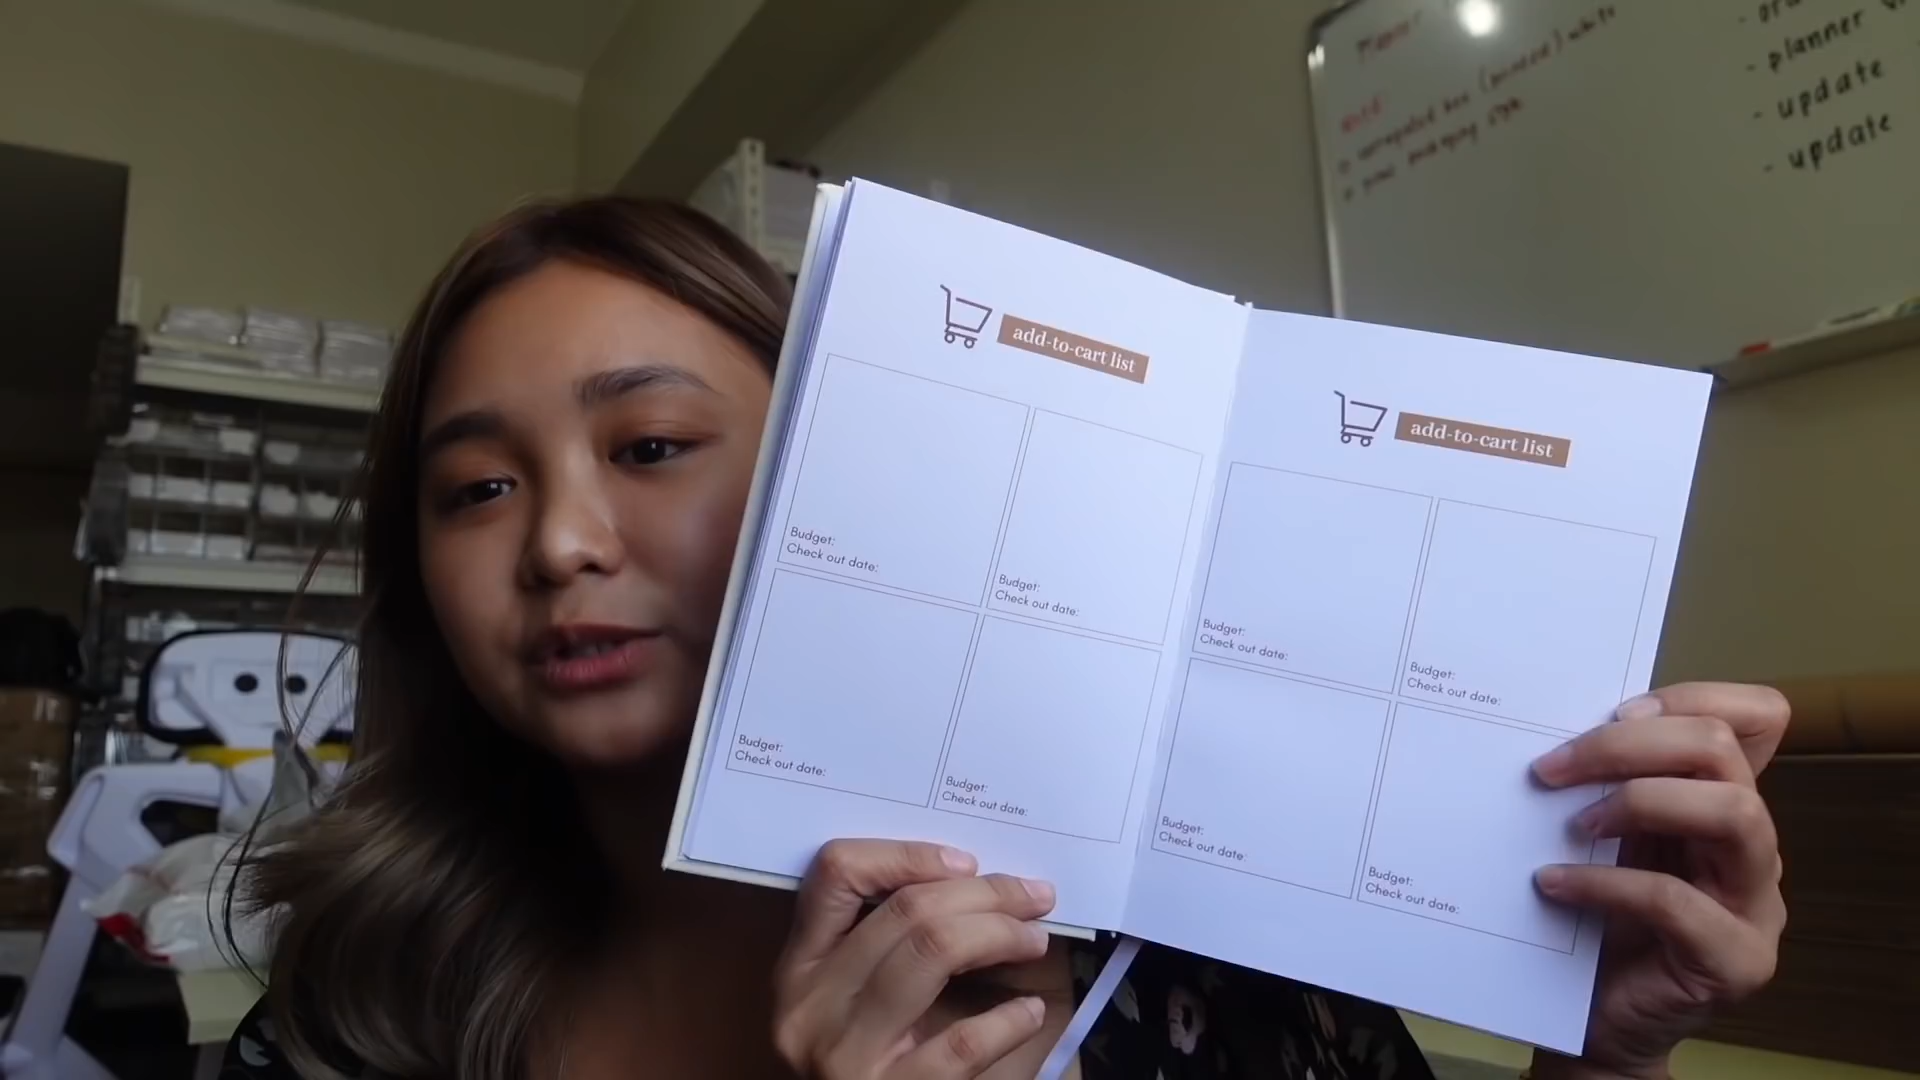 add-to-cart list
Budget:
Check out date:
Budget:
Check out date:
Budget:
Check out date:
Budget:
Check out date:
add-to-cart list
Budget:
Check out date:
Budget:
Check out date:
Budget:
Check out date:
Budget:
Check out date:
white
- planner
- update
- update